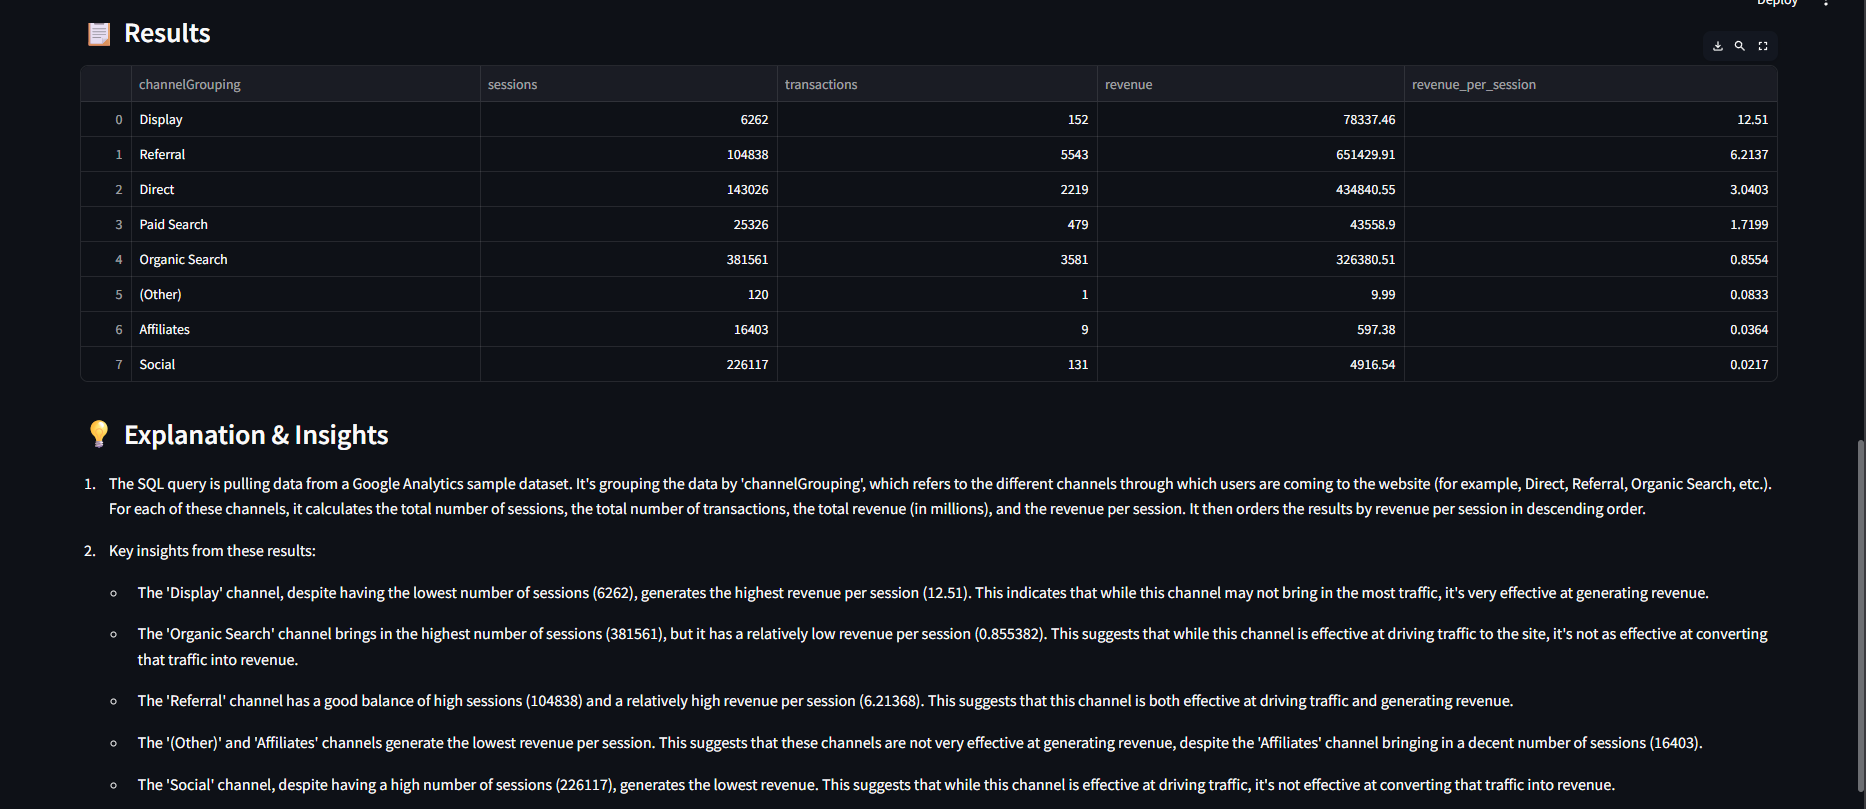 Deploy
Results
channelGrouping sessions transactions revenue revenue_per_session
0 Display 6262 152 78337.46 12.51
1 Referral 104838 5543 651429.91 6.2137
2 Direct 143026 2219 434840.55 3.0403
3 Paid Search 25326 479 43558.9 1.7199
4 Organic Search 381561 3581 326380.51 0.8554
5 (Other) 120 1 9.99 0.0833
6 Affiliates 16403 9 597.38 0.0364
7 Social 226117 131 4916.54 0.0217
Explanation & Insights
1. The SQL query is pulling data from a Google Analytics sample dataset. It's grouping the data by 'channelGrouping', which refers to the different channels through which users are coming to the website (for example, Direct, Referral, Organic Search, etc.).
For each of these channels, it calculates the total number of sessions, the total number of transactions, the total revenue (in millions), and the revenue per session. It then orders the results by revenue per session in descending order.
2. Key insights from these results:
The 'Display' channel, despite having the lowest number of sessions (6262), generates the highest revenue per session (12.51). This indicates that while this channel may not bring in the most traffic, it's very effective at generating revenue.
The 'Organic Search' channel brings in the highest number of sessions (381561), but it has a relatively low revenue per session (0.855382). This suggests that while this channel is effective at driving traffic to the site, it's not as effective at converting
that traffic into revenue.
The 'Referral' channel has a good balance of high sessions (104838) and a relatively high revenue per session (6.21368). This suggests that this channel is both effective at driving traffic and generating revenue.
The '(Other)' and 'Affiliates' channels generate the lowest revenue per session. This suggests that these channels are not very effective at generating revenue, despite the 'Affiliates' channel bringing in a decent number of sessions (16403).
The 'Social' channel, despite having a high number of sessions (226117), generates the lowest revenue. This suggests that while this channel is effective at driving traffic, it's not effective at converting that traffic into revenue.